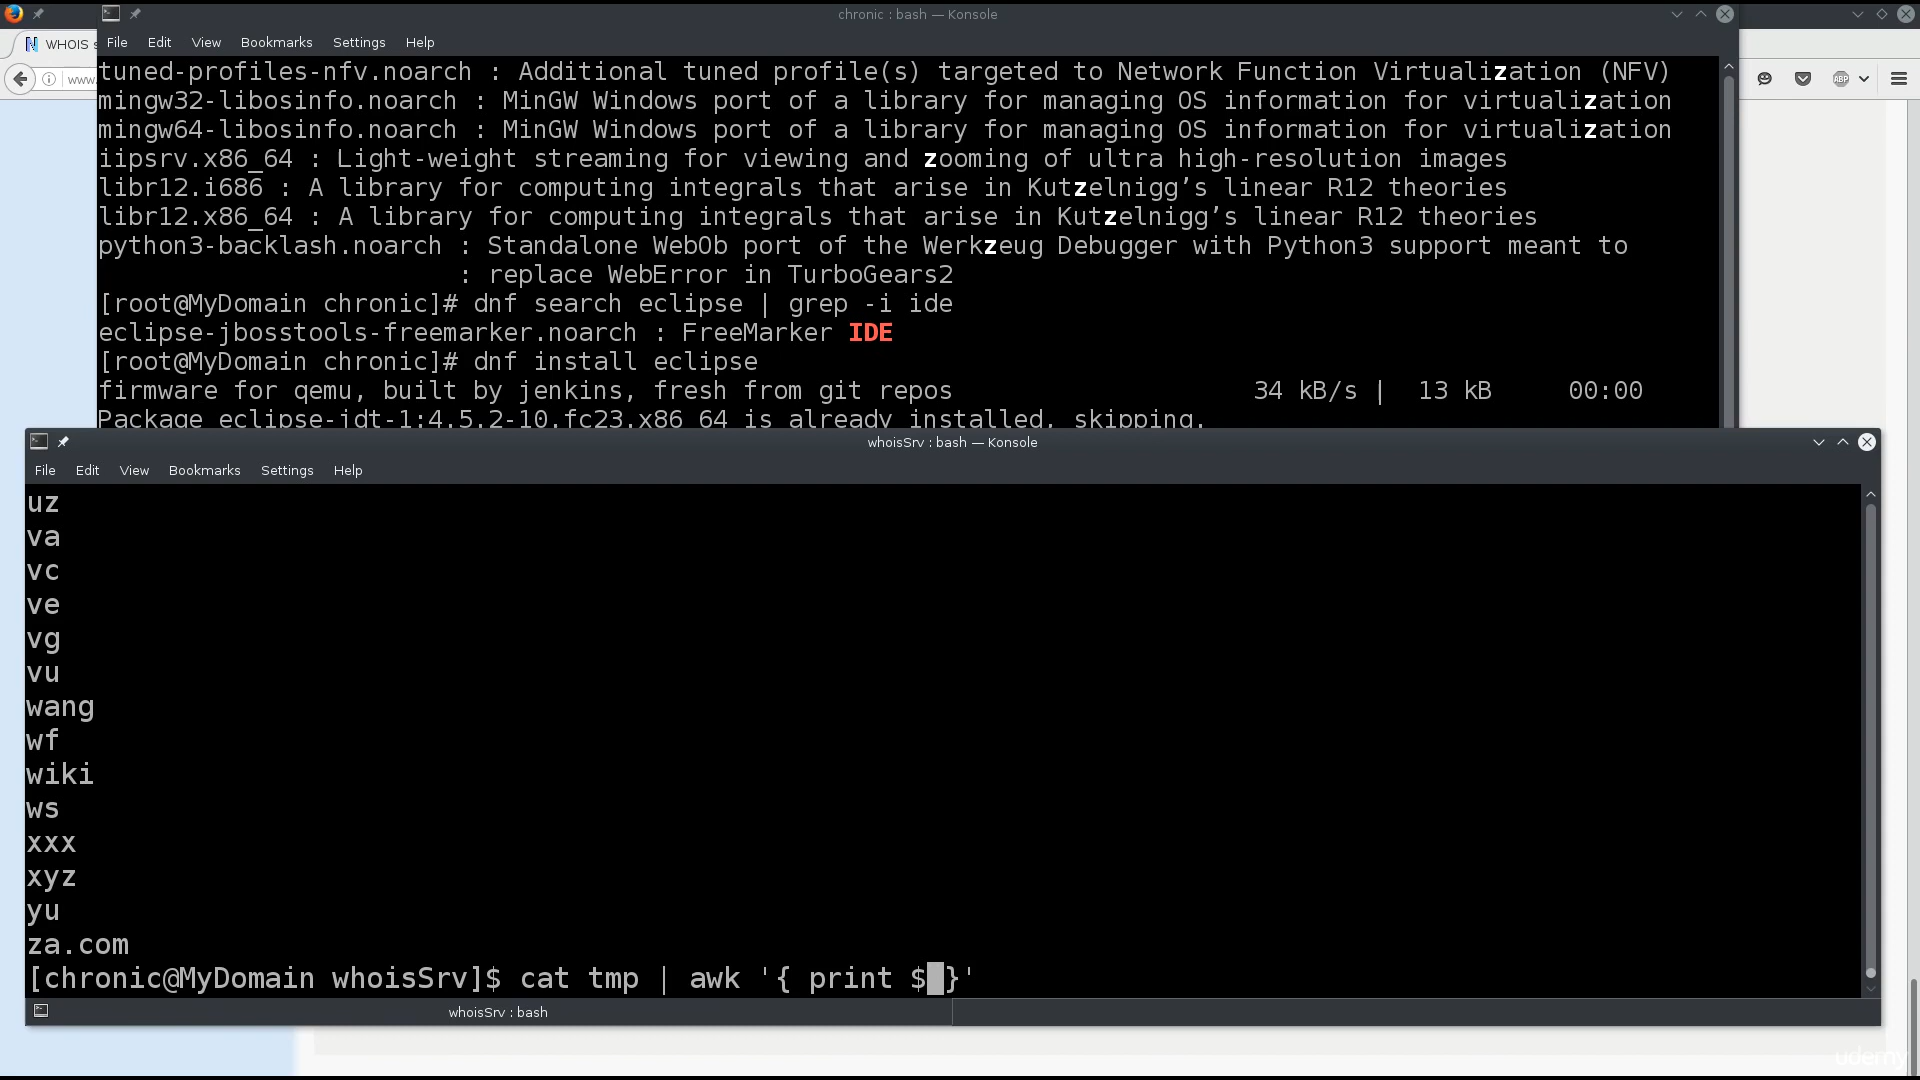 chronic : bash — Konsole
WHOIS s
File Edit View Bookmarks Settings Help
www.
ABP
tuned-profiles-nfv.noarch : Additional tuned profile(s) targeted to Network Function Virtualization (NFV)
mingw32-libosinfo.noarch : MinGW Windows port of a library for managing OS information for virtualization
mingw64-libosinfo.noarch : MinGW Windows port of a library for managing OS information for virtualization
iipsrv.x86_64 : Light-weight streaming for viewing and zooming of ultra high-resolution images
libr12.i686 : A library for computing integrals that arise in Kutzelnigg’s linear R12 theories
libr12.x86_64 : A library for computing integrals that arise in Kutzelnigg’s linear R12 theories
python3-backlash.noarch : Standalone WebOb port of the Werkzeug Debugger with Python3 support meant to
: replace WebError in TurboGears2
[root@MyDomain chronic]# dnf search eclipse | grep -i ide
eclipse-jbosstools-freemarker.noarch : FreeMarker IDE
[root@MyDomain chronic]# dnf install eclipse
firmware for qemu, built by jenkins, fresh from git repos 34 kB/s | 13 kB 00:00
Package eclipse-jdt-1:4.5.2-10.fc23.x86_64 is already installed, skipping.
whoisSrv : bash — Konsole
File Edit View Bookmarks Settings Help
uz
va
vc
ve
vg
vu
wang
wf
wiki
ws
xxx
xyz
yu
za.com
[chronic@MyDomain whoisSrv]$ cat tmp | awk '{ print $ }'
whoisSrv : bash
udemy